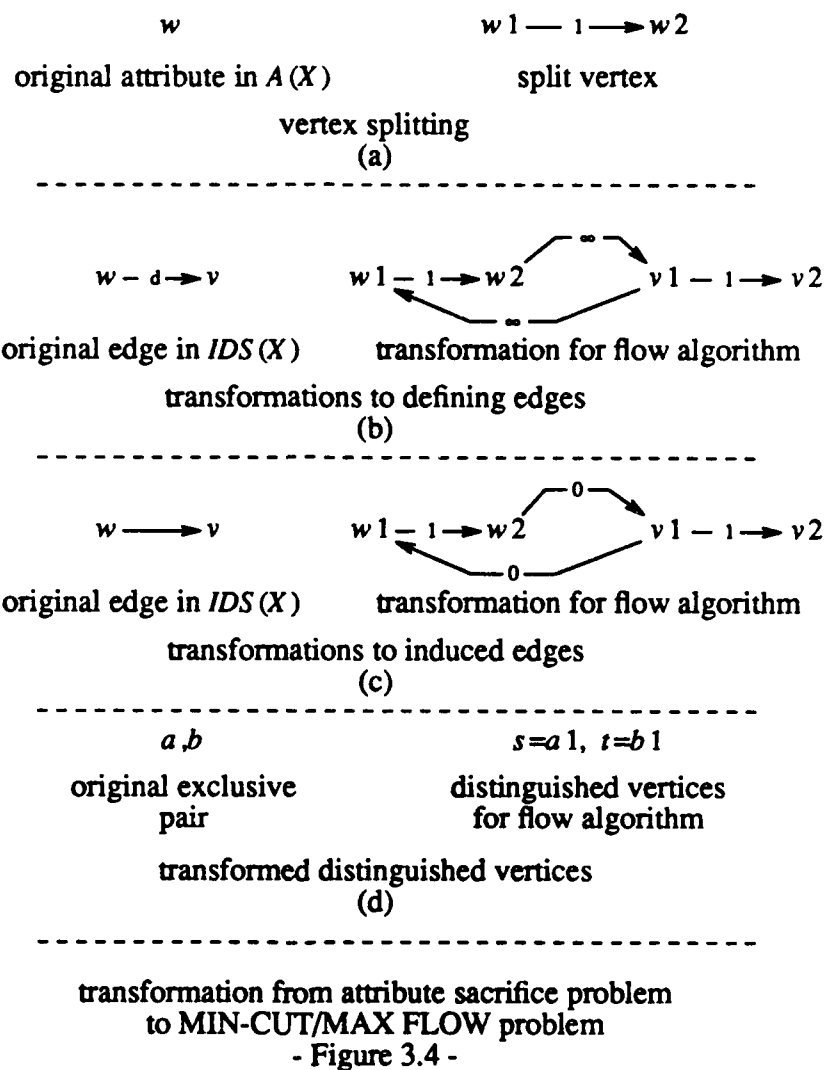 w w1 — 1 → w2
original attribute in A(X) split vertex
vertex splitting
(a)
∞
w – d → v w1 – 1 → w2 v1 – 1 → v2
∞
original edge in IDS(X) transformation for flow algorithm
transformations to defining edges
(b)
0
w → v w1 – 1 → w2 v1 – 1 → v2
0
original edge in IDS(X) transformation for flow algorithm
transformations to induced edges
(c)
a,b s=a1, t=b1
original exclusive distinguished vertices
pair for flow algorithm
transformed distinguished vertices
(d)
transformation from attribute sacrifice problem
to MIN-CUT/MAX FLOW problem
- Figure 3.4 -